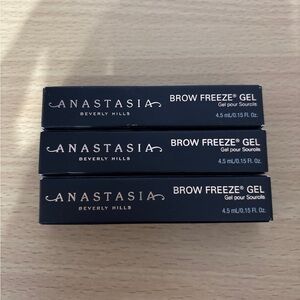 ANASTASIA
BEVERLY HILLS
BROW FREEZE® GEL
Gel pour Sourcils
4.5 mL/0.15 Fl. Oz.
ANASTASIA
BEVERLY HILLS
BROW FREEZE® GEL
Gel pour Sourcils
4.5 mL/0.15 Fl. Oz.
ANASTASIA
BEVERLY HILLS
BROW FREEZE® GEL
Gel pour Sourcils
4.5 mL/0.15 Fl. Oz.